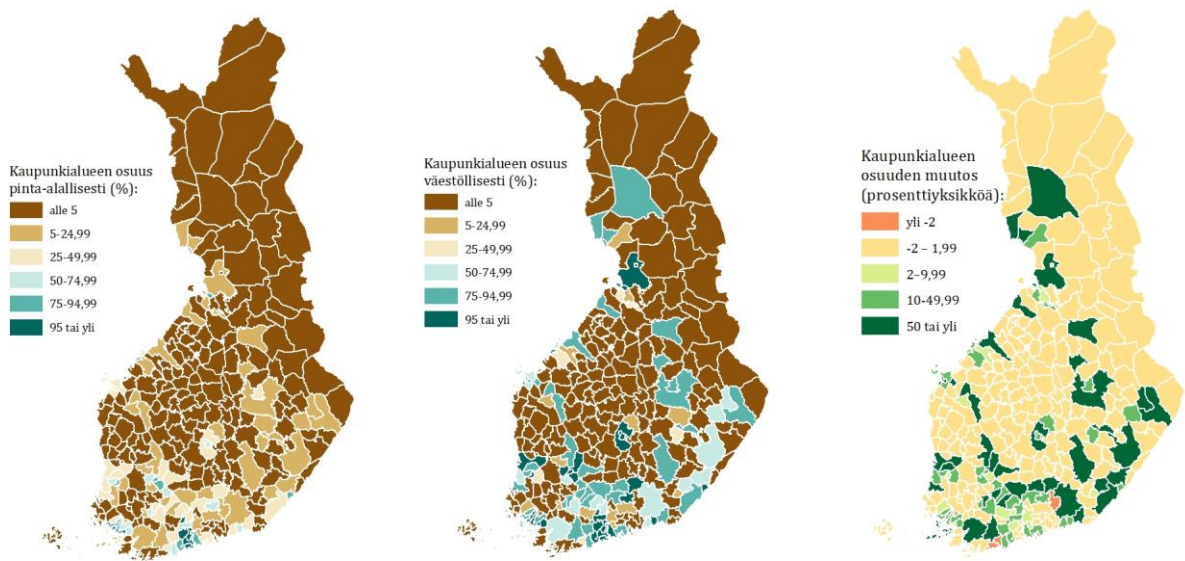 Kaupunkialueen osuus
pinta-alallisesti (%):
alle 5
5-24,99
25-49,99
50-74,99
75-94,99
95 tai yli
Kaupunkialueen osuus
väestöllisesti (%):
alle 5
5-24,99
25-49,99
50-74,99
75-94,99
95 tai yli
Kaupunkialueen
osuuden muutos
(prosenttiyksikköä):
yli -2
-2 – 1,99
2–9,99
10-49,99
50 tai yli